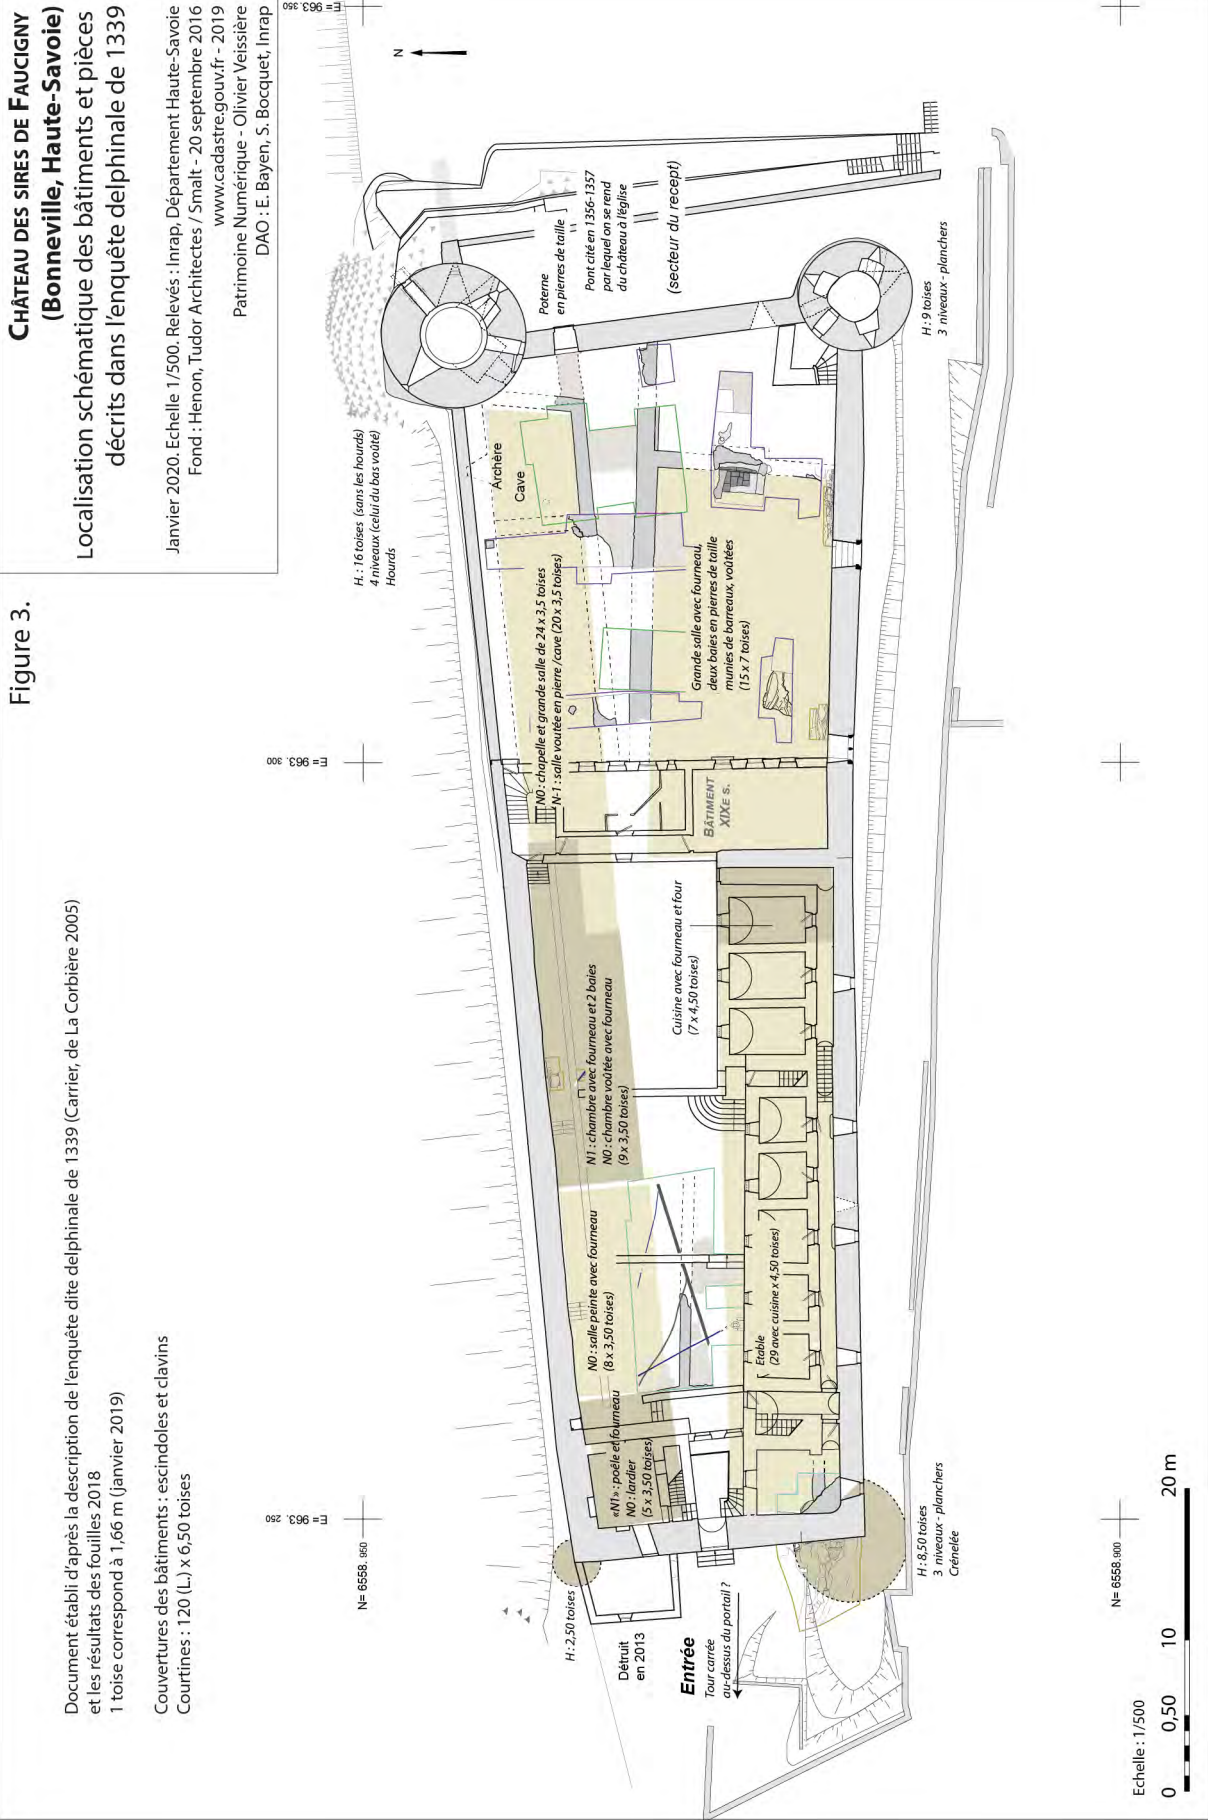 Figure 3.
CHÂTEAU DES SIRES DE FAUCIGNY
(Bonneville, Haute-Savoie)
Localisation schématique des bâtiments et pièces
décrits dans l'enquête delphinale de 1339
Janvier 2020. Echelle 1/500. Relevés : Inrap, Département Haute-Savoie
Fond : Henon, Tudor Architectes / Smalt - 20 septembre 2016
www.cadastre.gouv.fr - 2019
Patrimoine Numérique - Olivier Veissière
DAO : E. Bayen, S. Bocquet, Inrap
Document établi d'après la description de l'enquête dite delphinale de 1339 (Carrier, de La Corbière 2005)
et les résultats des fouilles 2018
1 toise correspond à 1,66 m (janvier 2019)
Couvertures des bâtiments : escindoles et clavins
Courtines : 120 (L.) x 6,50 toises
E= 963. 250
E= 963. 300
E= 963. 350
N= 6558. 950
N
H. : 16 toises (sans les hourds)
4 niveaux (celui du bas voûté)
Hourds
Archère
Cave
Poterne
en pierres de taille
Pont cité en 1356-1357
par lequel on se rend
du château à l'église
(secteur du recept)
H : 9 toises
3 niveaux - planchers
N0 : chapelle et grande salle de 24 x 3,5 toises
N-1 : salle voutée en pierre /cave (20 x 3,5 toises)
Grande salle avec fourneau,
deux baies en pierres de taille
munies de barreaux, voûtées
(15 x 7 toises)
BÂTIMENT
XIXE S.
Cuisine avec fourneau et four
(7 x 4,50 toises)
N1 : chambre avec fourneau et 2 baies
N0 : chambre voûtée avec fourneau
(9 x 3,50 toises)
N0 : salle peinte avec fourneau
(8 x 3,50 toises)
Etable
(29 avec cuisine x 4,50 toises)
«N1» : poêle et fourneau
N0 : lardier
(5 x 3,50 toises)
H : 2,50 toises
Détruit
en 2013
Entrée
Tour carrée
au-dessus du portail ?
H : 8,50 toises
3 niveaux - planchers
Crénelée
N= 6558.900
Echelle : 1/500
0 0,50 10 20 m